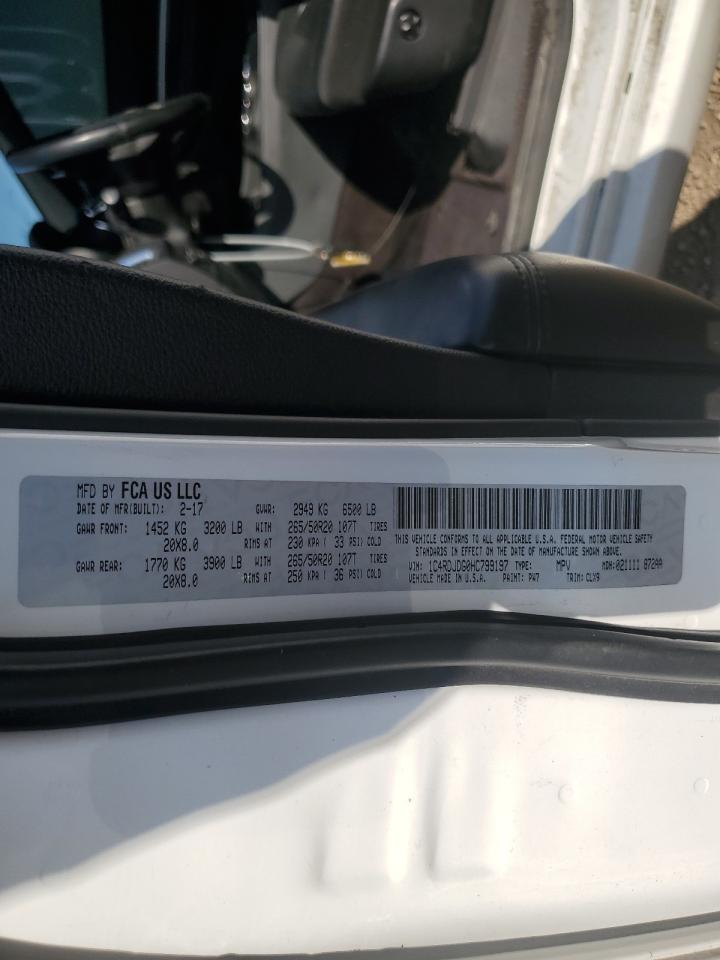 MFD BY FCA US LLC
DATE OF MFR(BUILT): 2-17 GVWR: 2949 KG 6500 LB
GAWR FRONT: 1452 KG 3200 LB WITH 265/50R20 107T TIRES
20X8.0 RIMS AT 230 KPA ( 33 PSI) COLD
GAWR REAR: 1770 KG 3900 LB WITH 265/50R20 107T TIRES
20X8.0 RIMS AT 250 KPA ( 36 PSI) COLD
THIS VEHICLE CONFORMS TO ALL APPLICABLE U.S.A. FEDERAL MOTOR VEHICLE SAFETY
STANDARDS IN EFFECT ON THE DATE OF MANUFACTURE SHOWN ABOVE.
VIN: 1C4RDJDG0HC799197 TYPE: MPV MDH: 021111 872AA
VEHICLE MADE IN U.S.A. PAINT: PW7 TRIM: CLX9